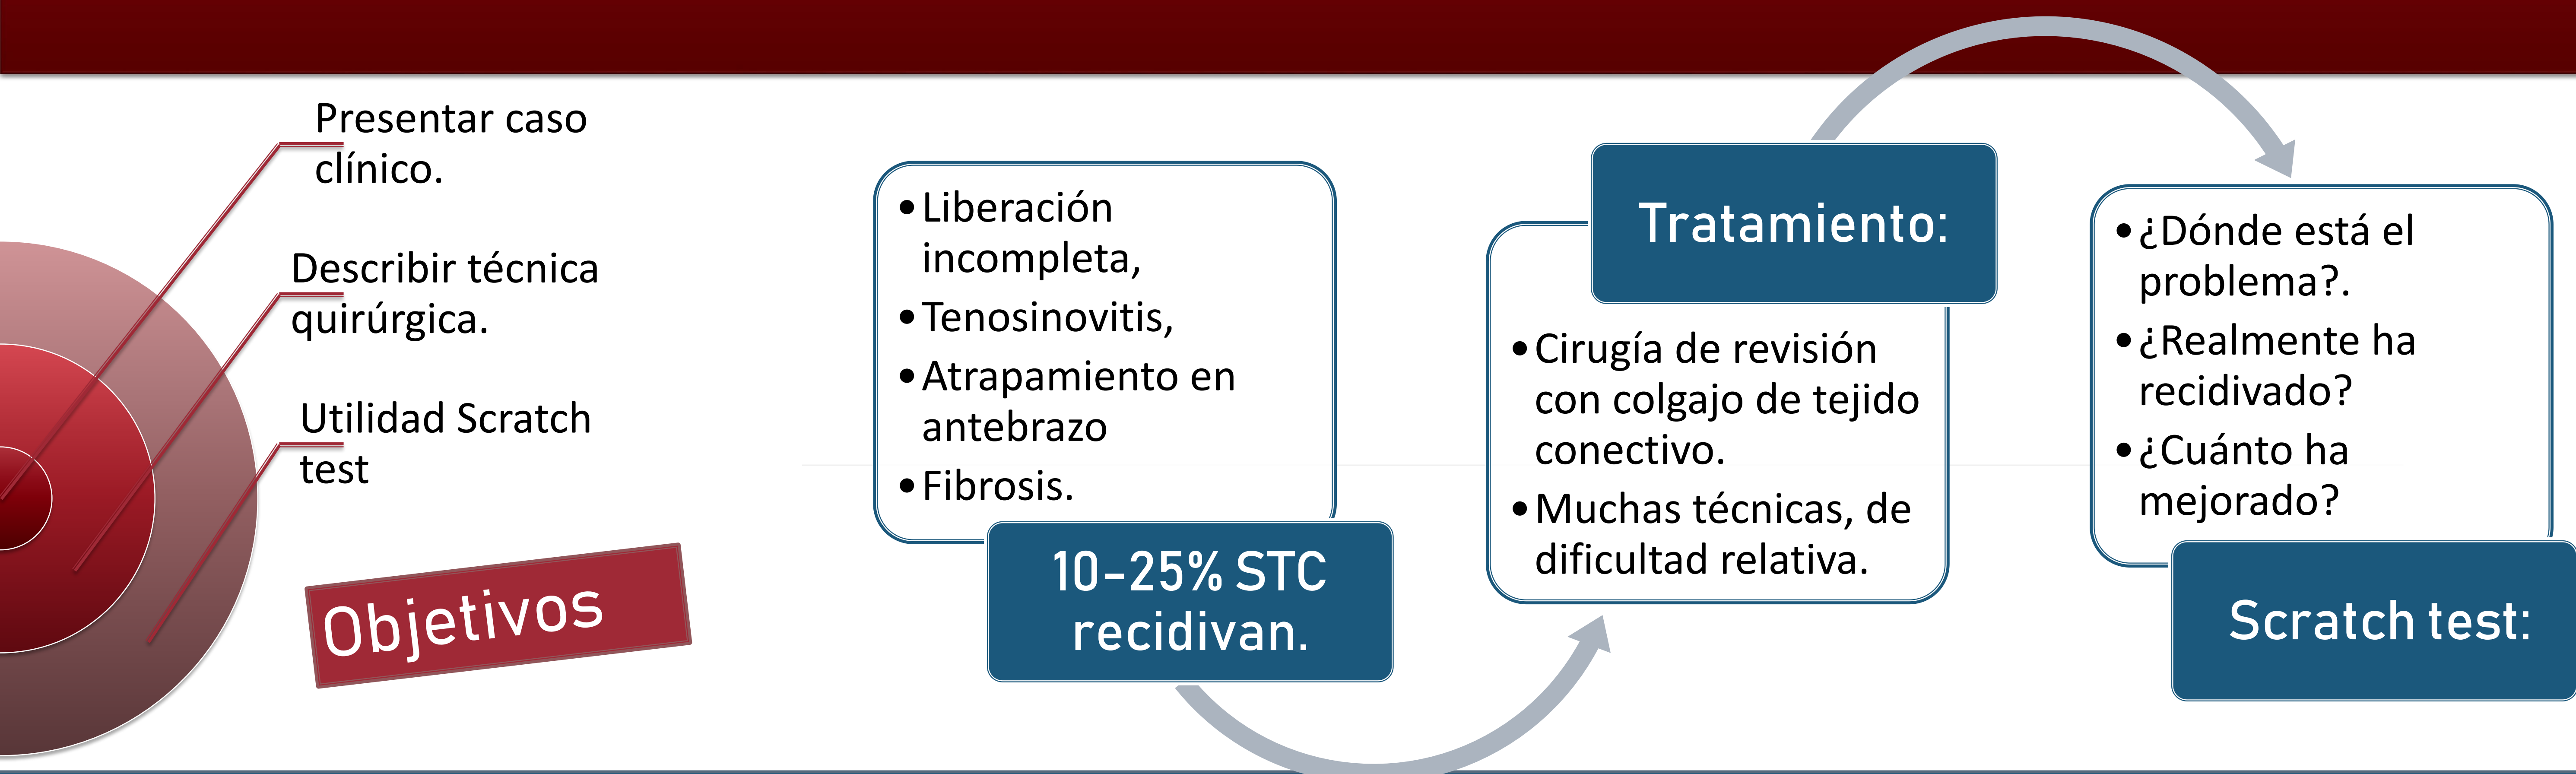 Presentar caso
clínico.
Describir técnica
quirúrgica.
Utilidad Scratch
test
Objetivos
•Liberación
incompleta,
•Tenosinovitis,
•Atrapamiento en
antebrazo
•Fibrosis.
10-25% STC
recidivan.
Tratamiento:
•Cirugía de revisión
con colgajo de tejido
conectivo.
•Muchas técnicas, de
dificultad relativa.
•¿Dónde está el
problema?.
•¿Realmente ha
recidivado?
•¿Cuánto ha
mejorado?
Scratch test: